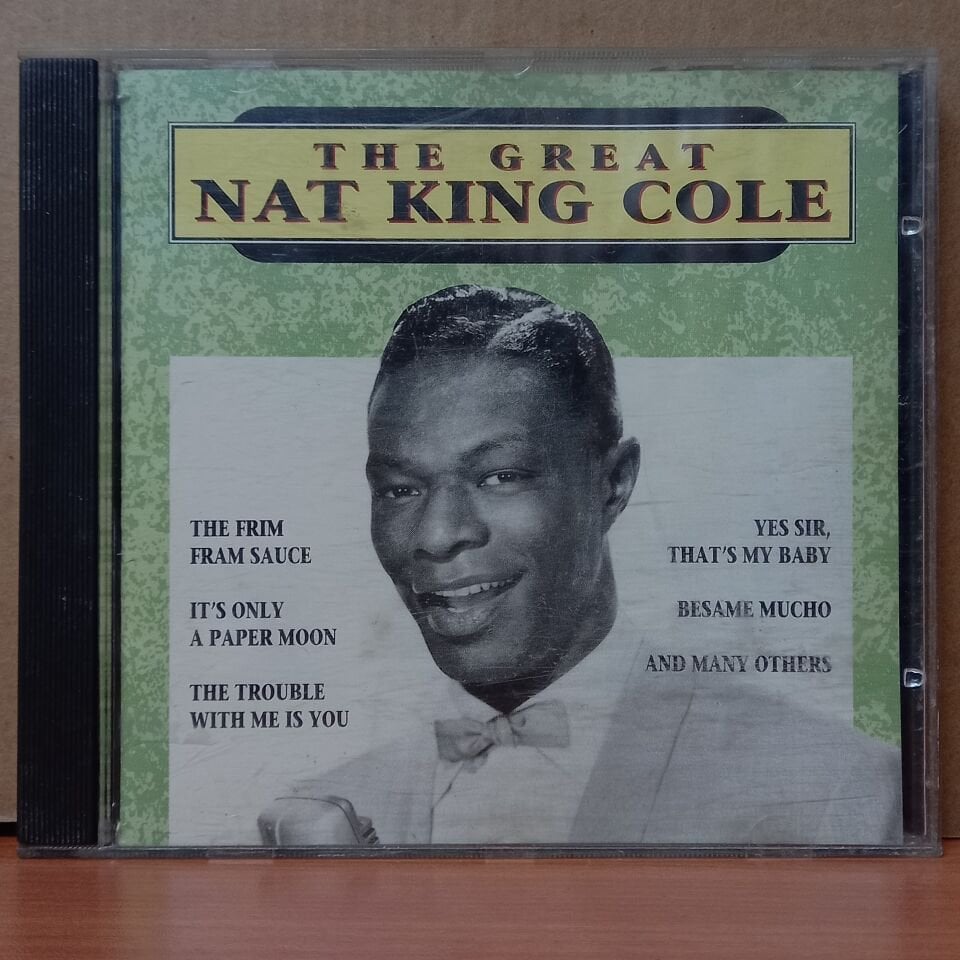 THE GREAT
NAT KING COLE
THE FRIM
FRAM SAUCE
IT'S ONLY
A PAPER MOON
THE TROUBLE
WITH ME IS YOU
YES SIR,
THAT'S MY BABY
BESAME MUCHO
AND MANY OTHERS